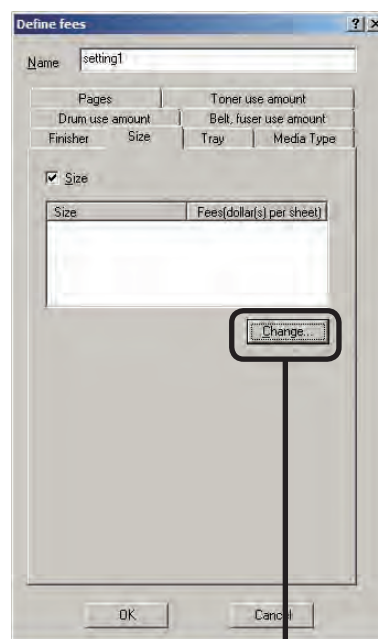 Define fees ? x
Name setting1
Pages Toner use amount
Drum use amount Belt, fuser use amount
Finisher Size Tray Media Type
Size
Size Fees(dollar(s) per sheet)
Change...
OK Cancel